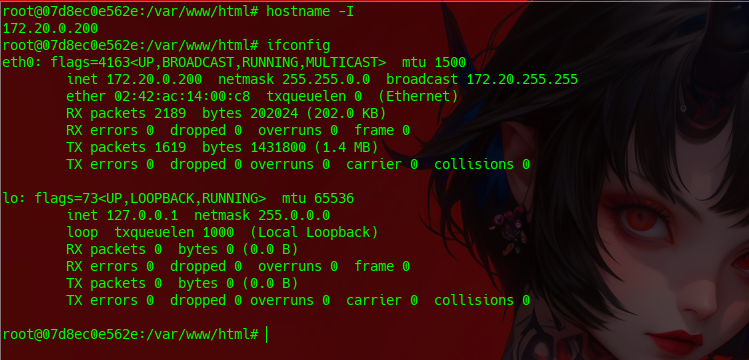 root@07d8ec0e562e:/var/www/html# hostname -I
172.20.0.200
root@07d8ec0e562e:/var/www/html# ifconfig
eth0: flags=4163<UP,BROADCAST,RUNNING,MULTICAST>  mtu 1500
        inet 172.20.0.200  netmask 255.255.0.0  broadcast 172.20.255.255
        ether 02:42:ac:14:00:c8  txqueuelen 0  (Ethernet)
        RX packets 2189  bytes 202024 (202.0 KB)
        RX errors 0  dropped 0  overruns 0  frame 0
        TX packets 1619  bytes 1431800 (1.4 MB)
        TX errors 0  dropped 0 overruns 0  carrier 0  collisions 0

lo: flags=73<UP,LOOPBACK,RUNNING>  mtu 65536
        inet 127.0.0.1  netmask 255.0.0.0
        loop  txqueuelen 1000  (Local Loopback)
        RX packets 0  bytes 0 (0.0 B)
        RX errors 0  dropped 0  overruns 0  frame 0
        TX packets 0  bytes 0 (0.0 B)
        TX errors 0  dropped 0 overruns 0  carrier 0  collisions 0

root@07d8ec0e562e:/var/www/html#